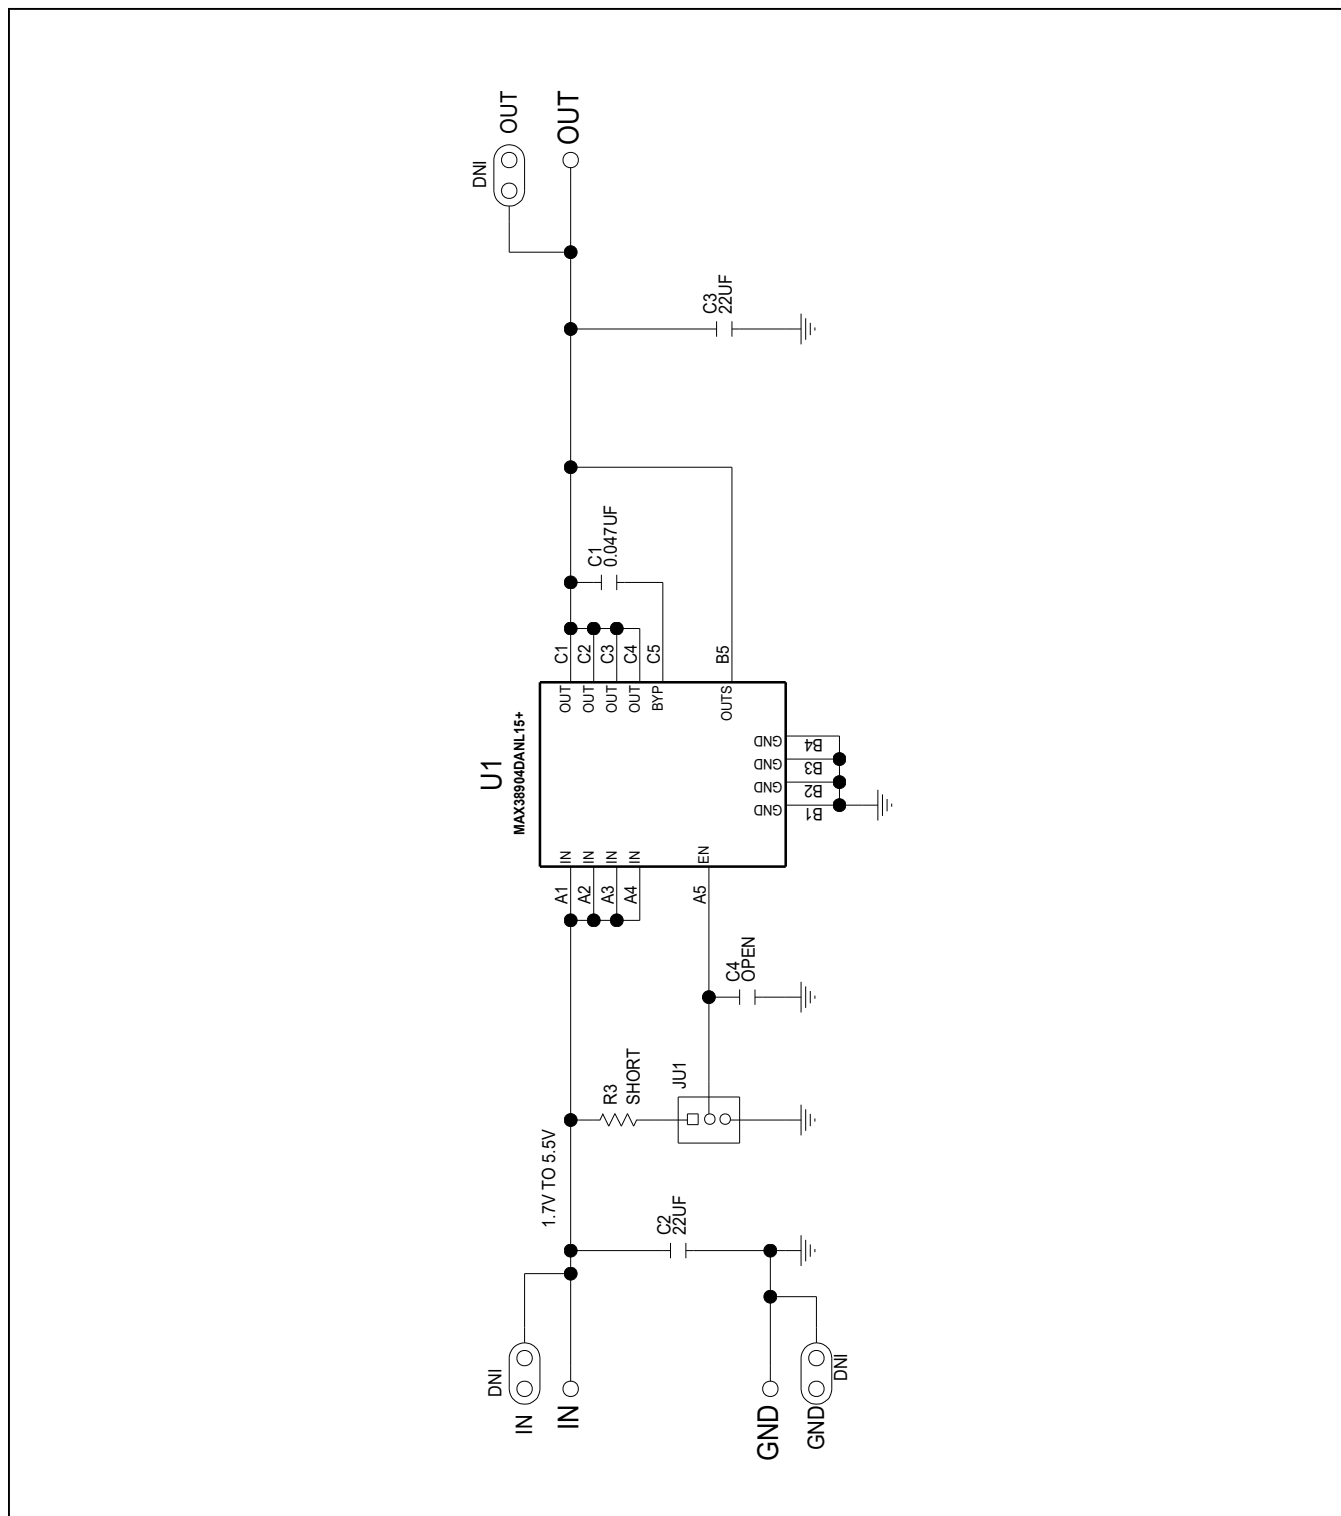 DNI
IN
IN
GND
GND
DNI
1.7V TO 5.5V
C2
22UF
R3
SHORT
JU1
C4
OPEN
U1
MAX38904DANL15+
A1
IN
A2
IN
A3
IN
A4
IN
A5
EN
OUT
C1
OUT
C2
OUT
C3
OUT
C4
BYP
C5
OUTS
B5
GND
B4
GND
B3
GND
B2
GND
B1
C1
0.047UF
C3
22UF
DNI
OUT
OUT